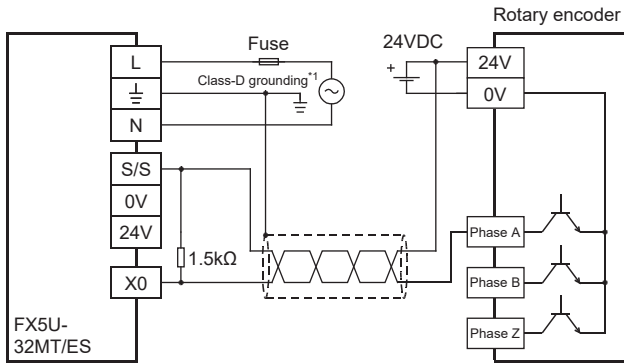 Rotary encoder
Fuse
24VDC
L
24V
Class-D grounding*1
+
0V
N
S/S
0V
24V
Phase A
1.5kΩ
X0
Phase B
FX5U-
32MT/ES
Phase Z